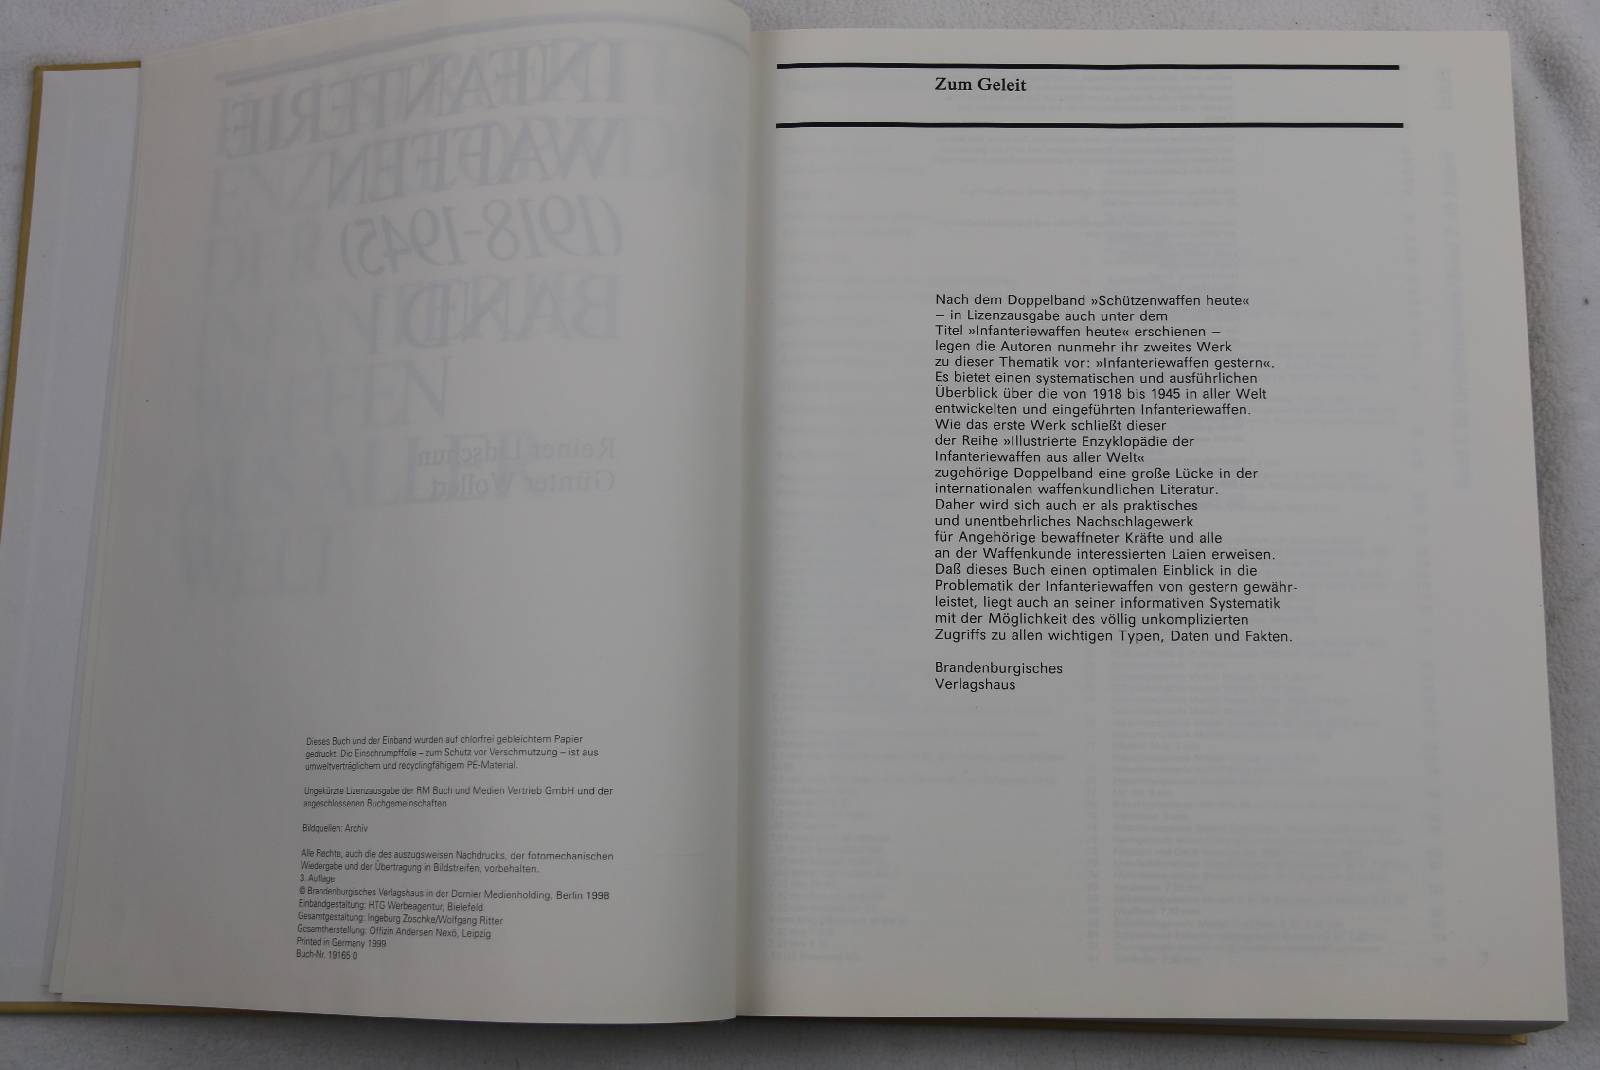 Dieses Buch und der Einband wurden auf chlorfrei gebleichtem Papier
gedruckt. Die Einschrumpffolie – zum Schutz vor Verschmutzung – ist aus
umweltverträglichem und recyclingfähigem PE-Material.
Ungekürzte Lizenzausgabe der RM Buch und Medien Vertrieb GmbH und der
angeschlossenen Buchgemeinschaften
Bildquellen: Archiv
Alle Rechte, auch die des auszugsweisen Nachdrucks, der fotomechanischen
Wiedergabe und der Übertragung in Bildstreifen, vorbehalten.
3. Auflage
© Brandenburgisches Verlagshaus in der Dornier Medienholding, Berlin 1998
Einbandgestaltung: HTG Werbeagentur, Bielefeld
Gesamtgestaltung: Ingeburg Zoschke/Wolfgang Ritter
Gesamtherstellung: Offizin Andersen Nexö, Leipzig
Printed in Germany 1999
Buch-Nr. 19165 0
Zum Geleit
Nach dem Doppelband »Schützenwaffen heute«
– in Lizenzausgabe auch unter dem
Titel »Infanteriewaffen heute« erschienen –
legen die Autoren nunmehr ihr zweites Werk
zu dieser Thematik vor: »Infanteriewaffen gestern«.
Es bietet einen systematischen und ausführlichen
Überblick über die von 1918 bis 1945 in aller Welt
entwickelten und eingeführten Infanteriewaffen.
Wie das erste Werk schließt dieser
der Reihe »Illustrierte Enzyklopädie der
Infanteriewaffen aus aller Welt«
zugehörige Doppelband eine große Lücke in der
internationalen waffenkundlichen Literatur.
Daher wird sich auch er als praktisches
und unentbehrliches Nachschlagewerk
für Angehörige bewaffneter Kräfte und alle
an der Waffenkunde interessierten Laien erweisen.
Daß dieses Buch einen optimalen Einblick in die
Problematik der Infanteriewaffen von gestern gewähr-
leistet, liegt auch an seiner informativen Systematik
mit der Möglichkeit des völlig unkomplizierten
Zugriffs zu allen wichtigen Typen, Daten und Fakten.
Brandenburgisches
Verlagshaus